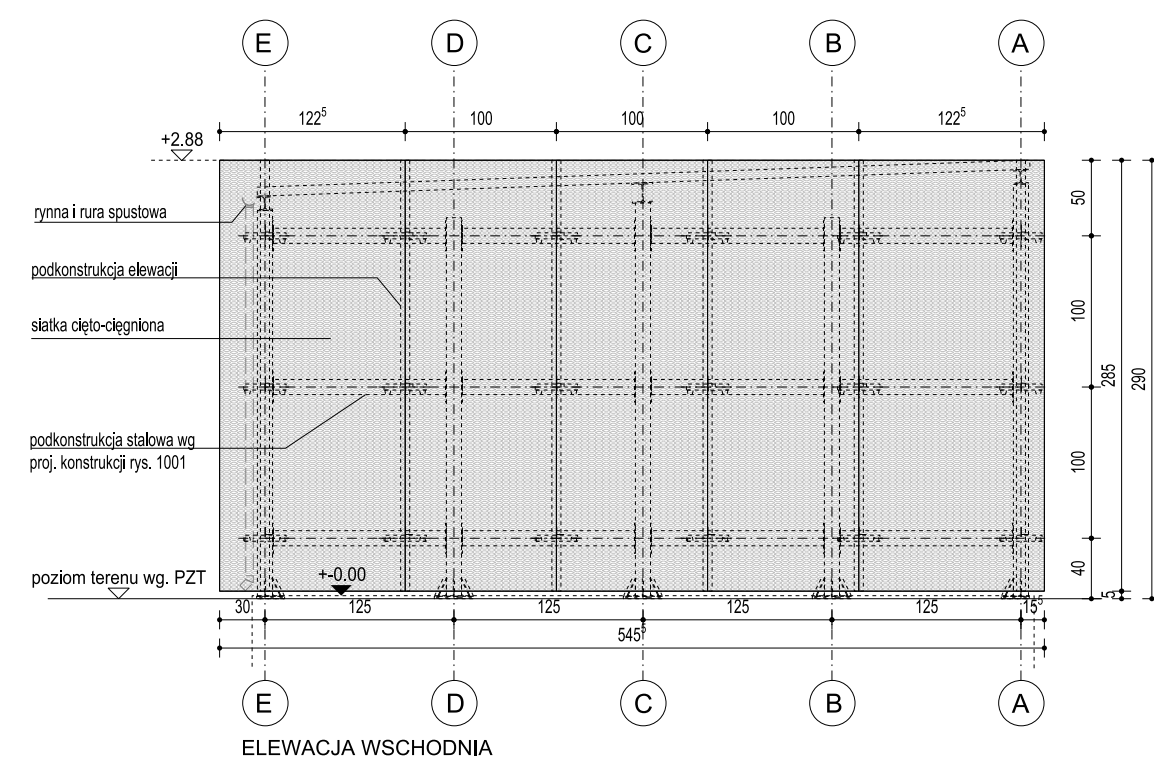 E D C B A
122⁵ 100 100 100 122⁵
+2.88
rynna i rura spustowa
50
podkonstrukcja elewacji
100
siatka cięto-cięgniona
285
290
podkonstrukcja stalowa wg
proj. konstrukcji rys. 1001
100
40
poziom terenu wg. PZT
+-0.00
5
30 125 125 125 125 15⁵
545⁵
E D C B A
ELEWACJA WSCHODNIA